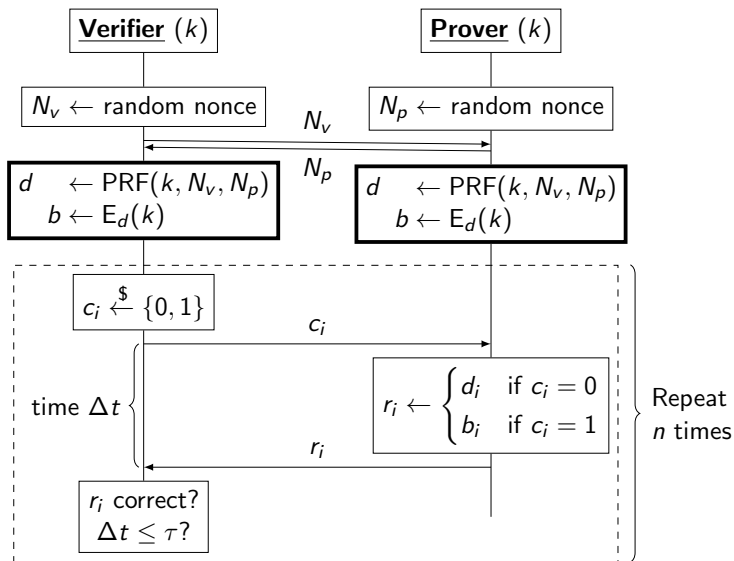 Verifier (k)
Prover (k)
N_v ← random nonce
N_p ← random nonce
N_v
N_p
d ← PRF(k, N_v, N_p)
b ← E_d(k)
d ← PRF(k, N_v, N_p)
b ← E_d(k)
c_i ←$ {0, 1}
c_i
time Δt
r_i ← { d_i if c_i = 0
b_i if c_i = 1
Repeat
n times
r_i
r_i correct?
Δt ≤ τ?